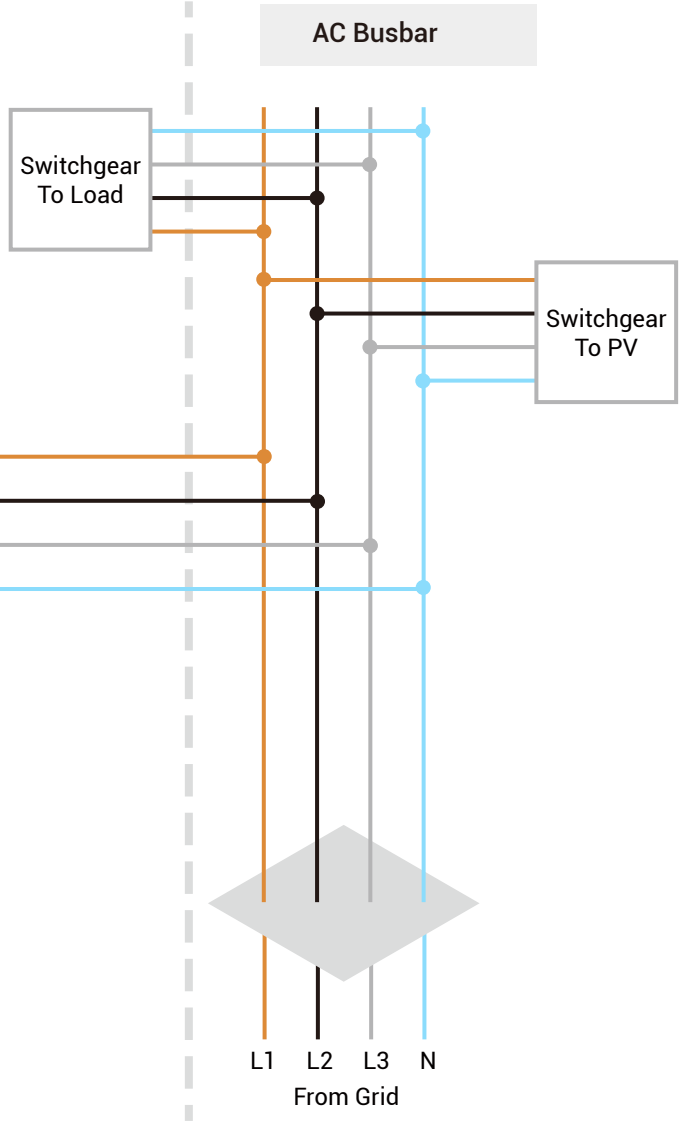 AC Busbar
Switchgear
To Load
Switchgear
To PV
L1 L2 L3 N
From Grid